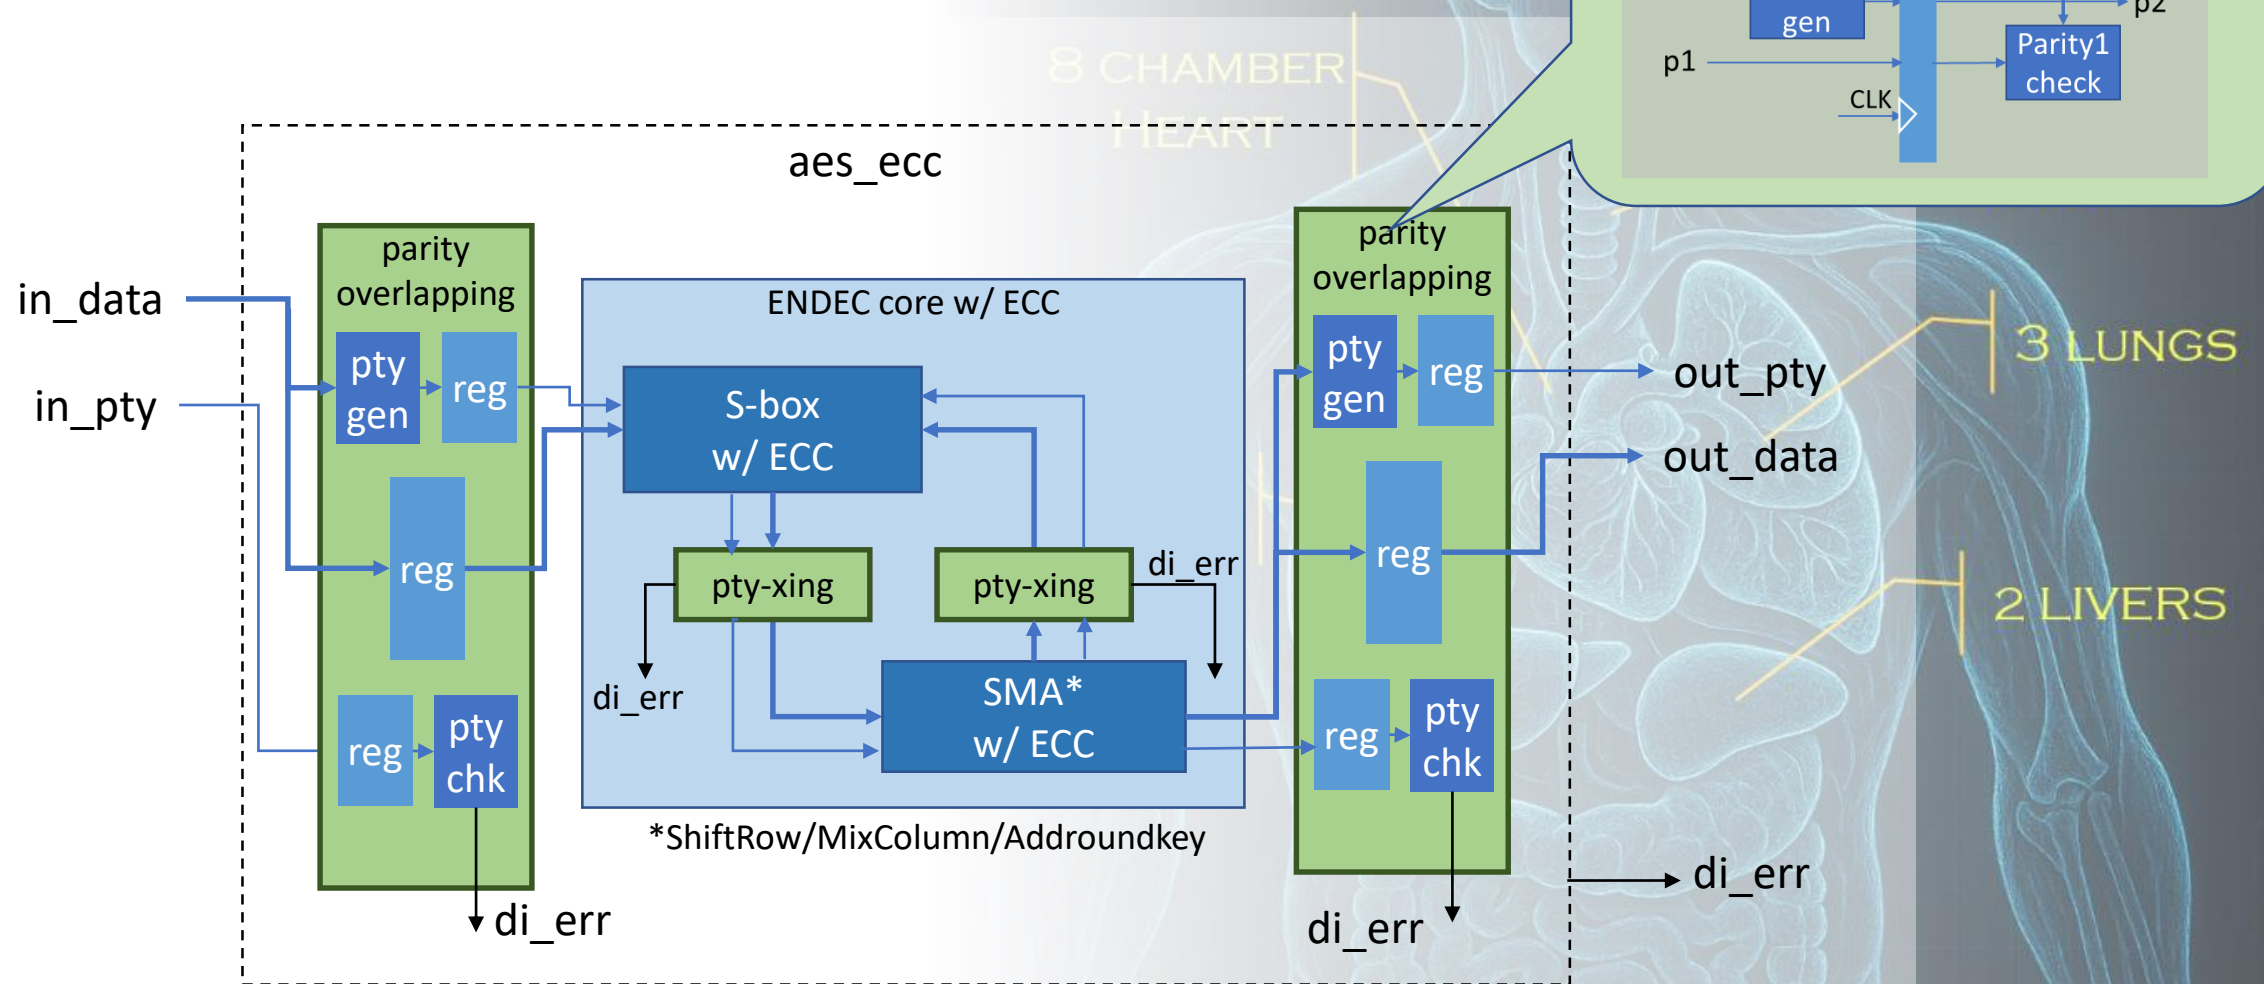 gen
p2
Parity1
check
p1
CLK
8 CHAMBER
HEART
aes_ecc
parity
overlapping
in_data
in_pty
pty
gen
reg
reg
reg
pty
chk
di_err
ENDEC core w/ ECC
S-box
w/ ECC
pty-xing
di_err
pty-xing
di_err
SMA*
w/ ECC
*ShiftRow/MixColumn/Addroundkey
parity
overlapping
pty
gen
reg
reg
reg
pty
chk
di_err
out_pty
out_data
di_err
3 LUNGS
2 LIVERS